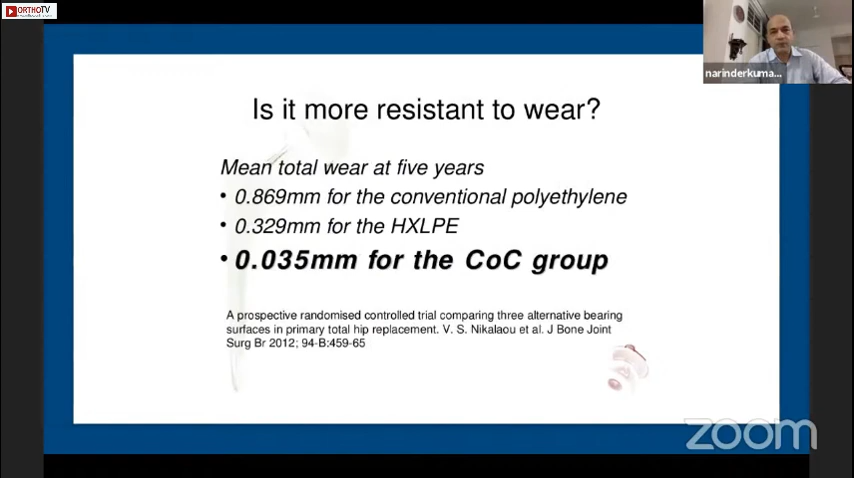 ORTHOTV
narinderkuma...
Is it more resistant to wear?
Mean total wear at five years
• 0.869mm for the conventional polyethylene
• 0.329mm for the HXLPE
• 0.035mm for the CoC group
A prospective randomised controlled trial comparing three alternative bearing
surfaces in primary total hip replacement. V. S. Nikalaou et al. J Bone Joint
Surg Br 2012; 94-B:459-65
zoom